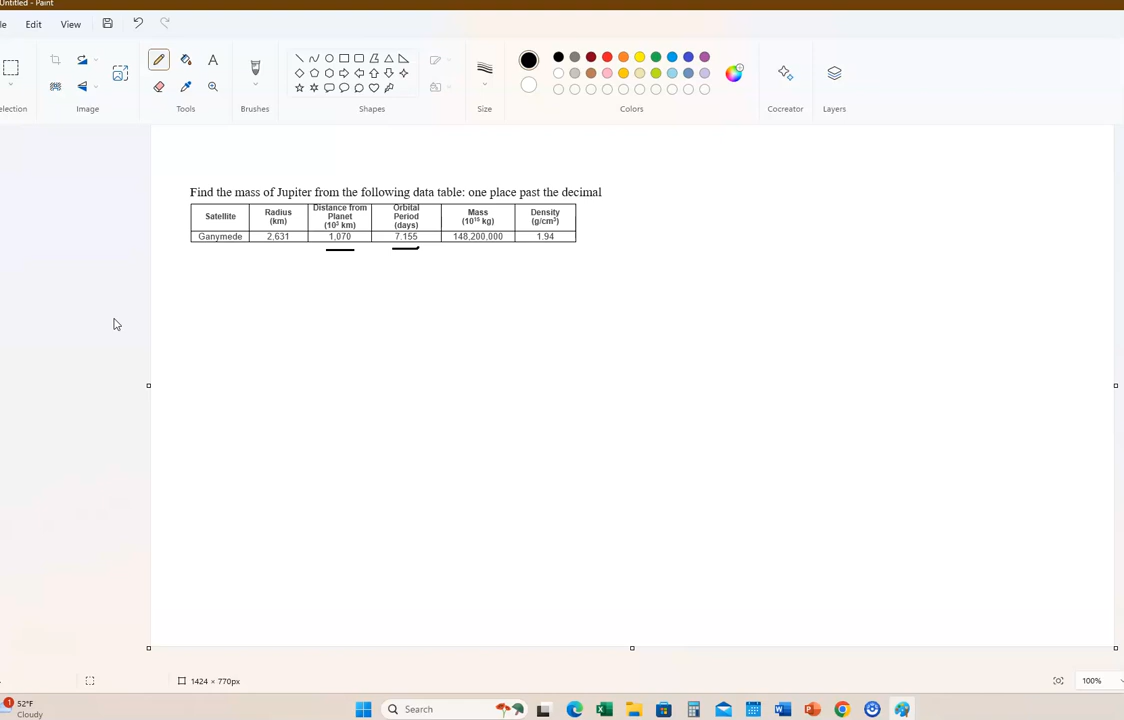 Untitled - Paint
Edit View
Image
Tools
Brushes
Shapes
Size
Colors
Cocreator
Layers
Find the mass of Jupiter from the following data table: one place past the decimal
Satellite Radius (km) Distance from Planet (10³ km) Orbital Period (days) Mass (10¹⁵ kg) Density (g/cm³)
Ganymede 2,631 1,070 7.155 148,200,000 1.94
1424 × 770px
100%
1
52°F
Cloudy
Search